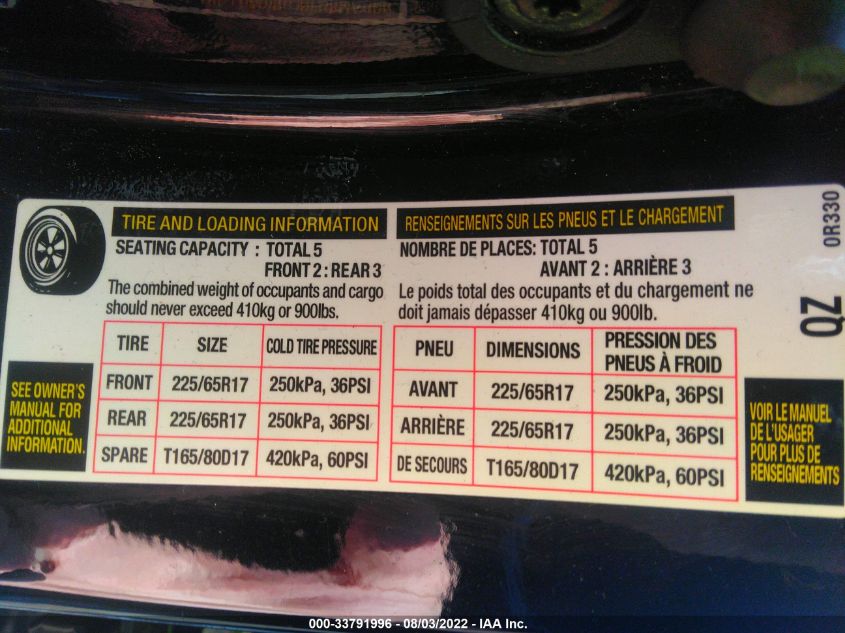 TIRE AND LOADING INFORMATION
SEATING CAPACITY : TOTAL 5
FRONT 2 : REAR 3
The combined weight of occupants and cargo
should never exceed 410kg or 900lbs.
TIRE SIZE COLD TIRE PRESSURE
FRONT 225/65R17 250kPa, 36PSI
REAR 225/65R17 250kPa, 36PSI
SPARE T165/80D17 420kPa, 60PSI
SEE OWNER'S
MANUAL FOR
ADDITIONAL
INFORMATION.
RENSEIGNEMENTS SUR LES PNEUS ET LE CHARGEMENT
NOMBRE DE PLACES: TOTAL 5
AVANT 2 : ARRIÈRE 3
Le poids total des occupants et du chargement ne
doit jamais dépasser 410kg ou 900lb.
PNEU DIMENSIONS PRESSION DES
PNEUS À FROID
AVANT 225/65R17 250kPa, 36PSI
ARRIÈRE 225/65R17 250kPa, 36PSI
DE SECOURS T165/80D17 420kPa, 60PSI
VOIR LE MANUEL
DE L'USAGER
POUR PLUS DE
RENSEIGNEMENTS
0R330
QZ
000-33791996 - 08/03/2022 - IAA Inc.